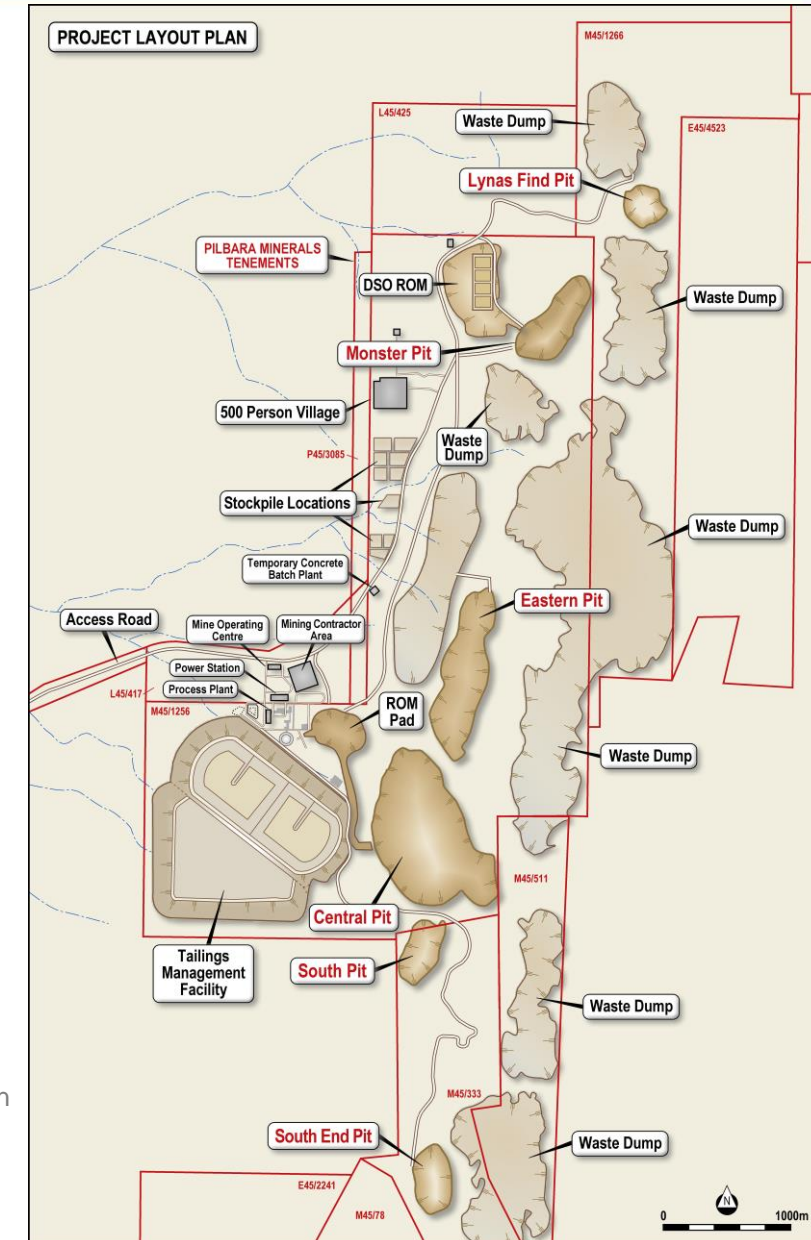 PROJECT LAYOUT PLAN
M45/1266
L45/425
Waste Dump
E45/4523
Lynas Find Pit
PILBARA MINERALS
TENEMENTS
DSO ROM
Waste Dump
Monster Pit
500 Person Village
Waste
Dump
P45/3085
Stockpile Locations
Waste Dump
Temporary Concrete
Batch Plant
Eastern Pit
Access Road
Mine Operating
Centre
Mining Contractor
Area
Power Station
Process Plant
L45/417
M45/1256
ROM
Pad
Waste Dump
M45/511
Central Pit
Tailings
Management
Facility
South Pit
Waste Dump
M45/333
South End Pit
Waste Dump
E45/2241
M45/78
N
0 1000m